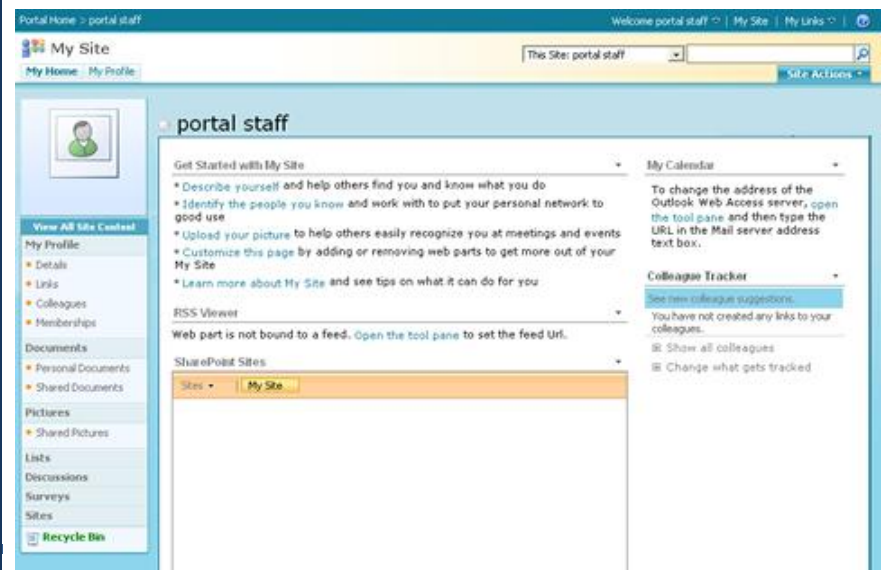 Portal Home > portal staff
Welcome portal staff | My Site | My Links
My Site
This Site: portal staff
My Home My Profile
Site Actions
portal staff
Get Started with My Site
* Describe yourself and help others find you and know what you do
* Identify the people you know and work with to put your personal network to
good use
* Upload your picture to help others easily recognize you at meetings and events
* Customize this page by adding or removing web parts to get more out of your
My Site
* Learn more about My Site and see tips on what it can do for you
RSS Viewer
Web part is not bound to a feed. Open the tool pane to set the feed Url.
SharePoint Sites
Sites
My Site
My Calendar
To change the address of the
Outlook Web Access server, open
the tool pane and then type the
URL in the Mail server address
text box.
Colleague Tracker
See new colleague suggestions.
You have not created any links to your
colleagues.
Show all colleagues
Change what gets tracked
View All Site Content
My Profile
Details
Links
Colleagues
Memberships
Documents
Personal Documents
Shared Documents
Pictures
Shared Pictures
Lists
Discussions
Surveys
Sites
Recycle Bin